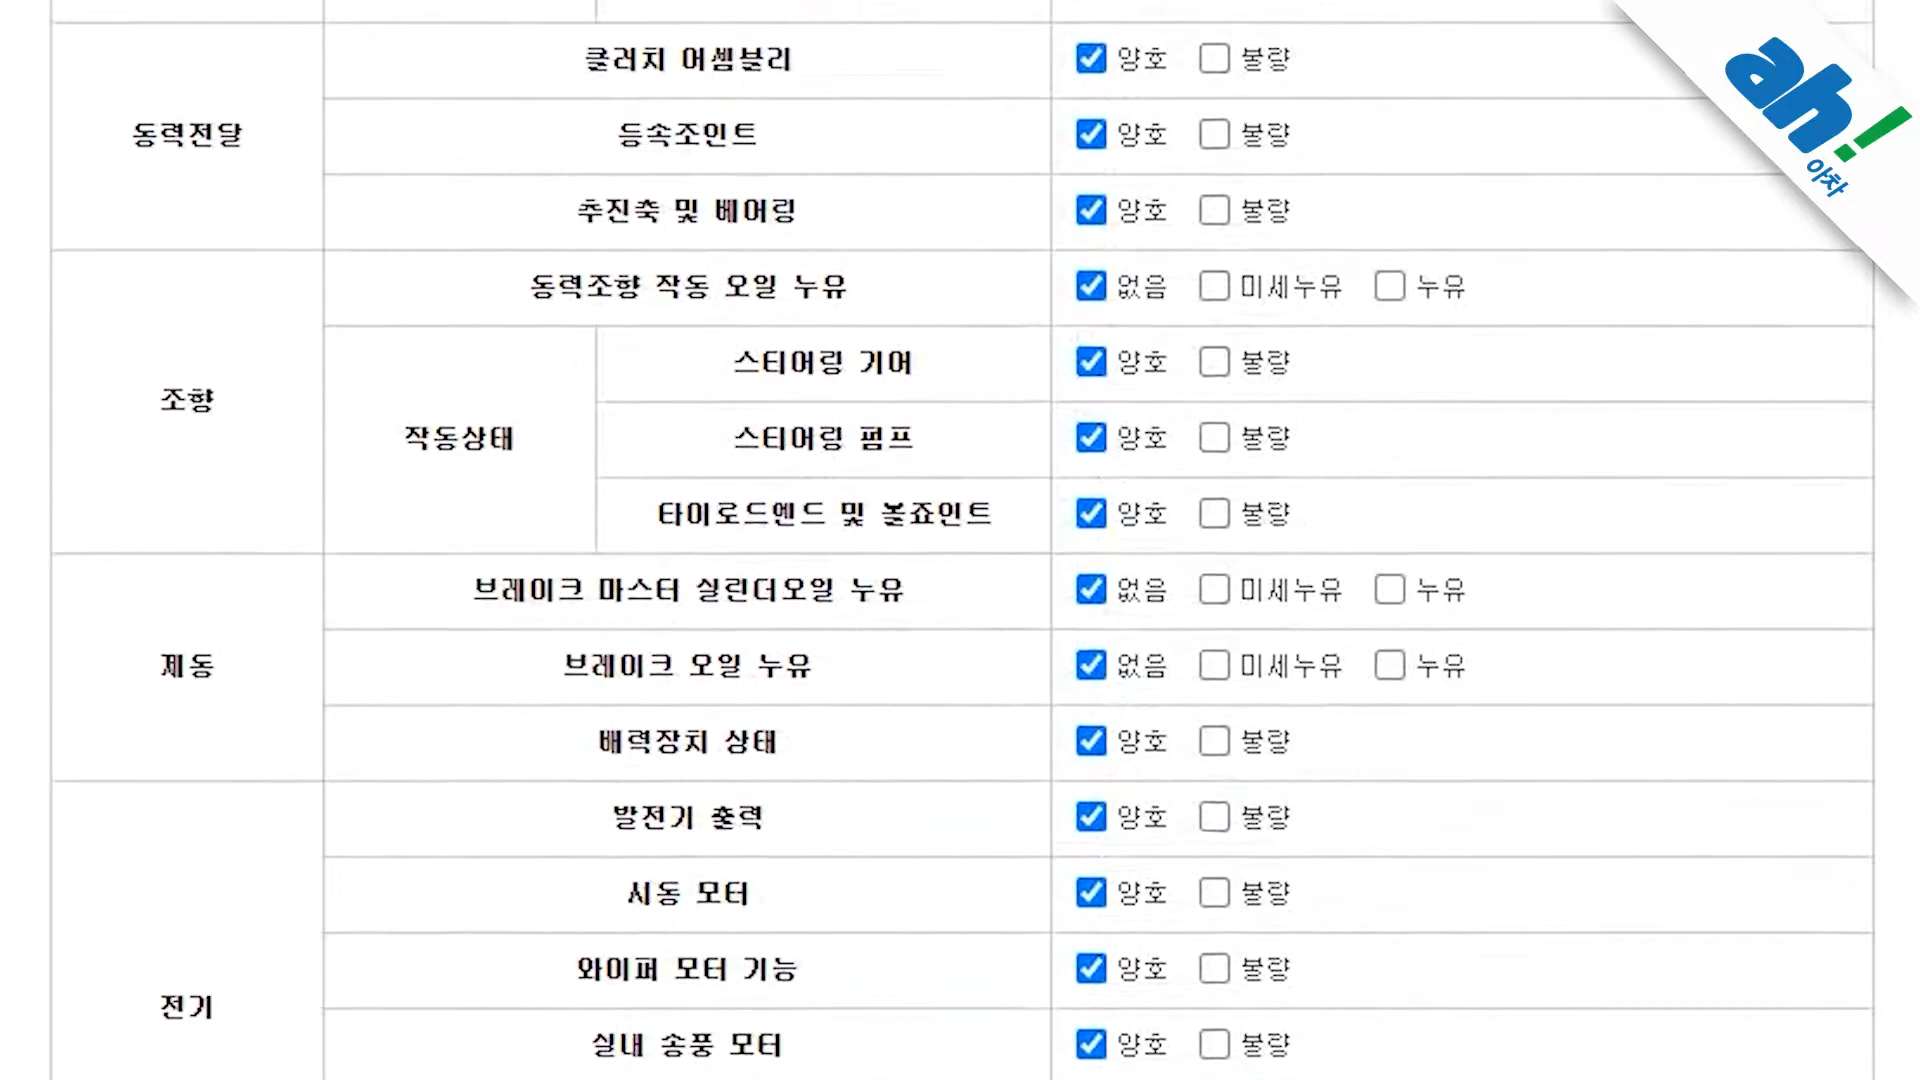 클러치 어셈블리 양호 불량
동력전달 등속조인트 양호 불량
추진축 및 베어링 양호 불량
동력조향 작동 오일 누유 없음 미세누유 누유
스티어링 기어 양호 불량
조향
작동상태 스티어링 펌프 양호 불량
타이로드엔드 및 볼죠인트 양호 불량
브레이크 마스터 실린더오일 누유 없음 미세누유 누유
제동 브레이크 오일 누유 없음 미세누유 누유
배력장치 상태 양호 불량
발전기 출력 양호 불량
시동 모터 양호 불량
와이퍼 모터 기능 양호 불량
전기
실내 송풍 모터 양호 불량
ah!
아차